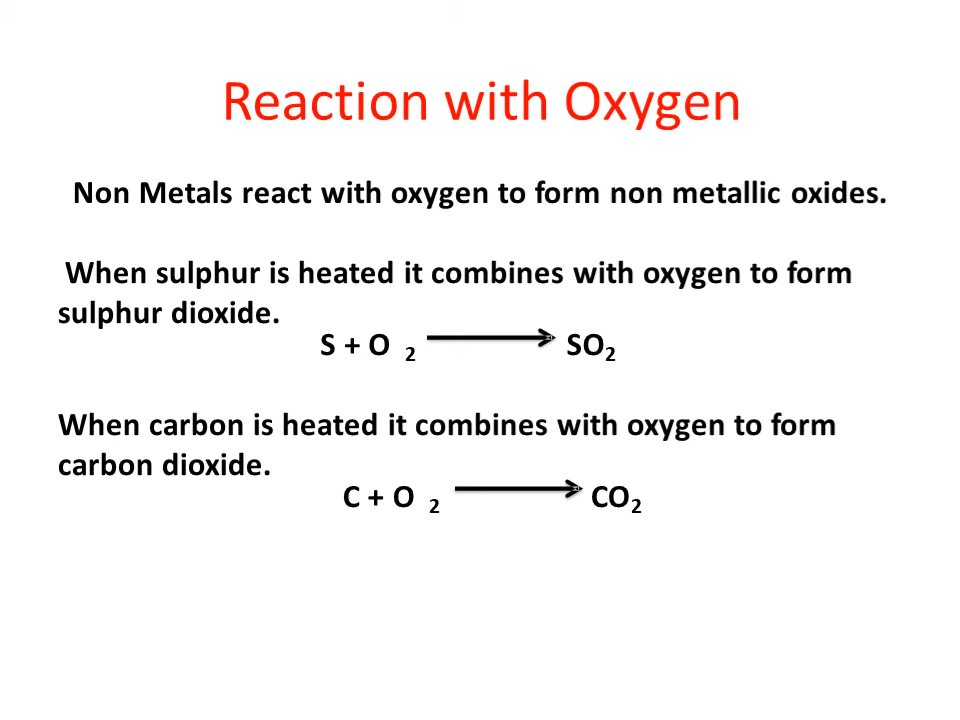 Reaction with Oxygen
Non Metals react with oxygen to form non metallic oxides.
When sulphur is heated it combines with oxygen to form
sulphur dioxide.
S + O ₂ ⟶ SO₂
When carbon is heated it combines with oxygen to form
carbon dioxide.
C + O ₂ ⟶ CO₂